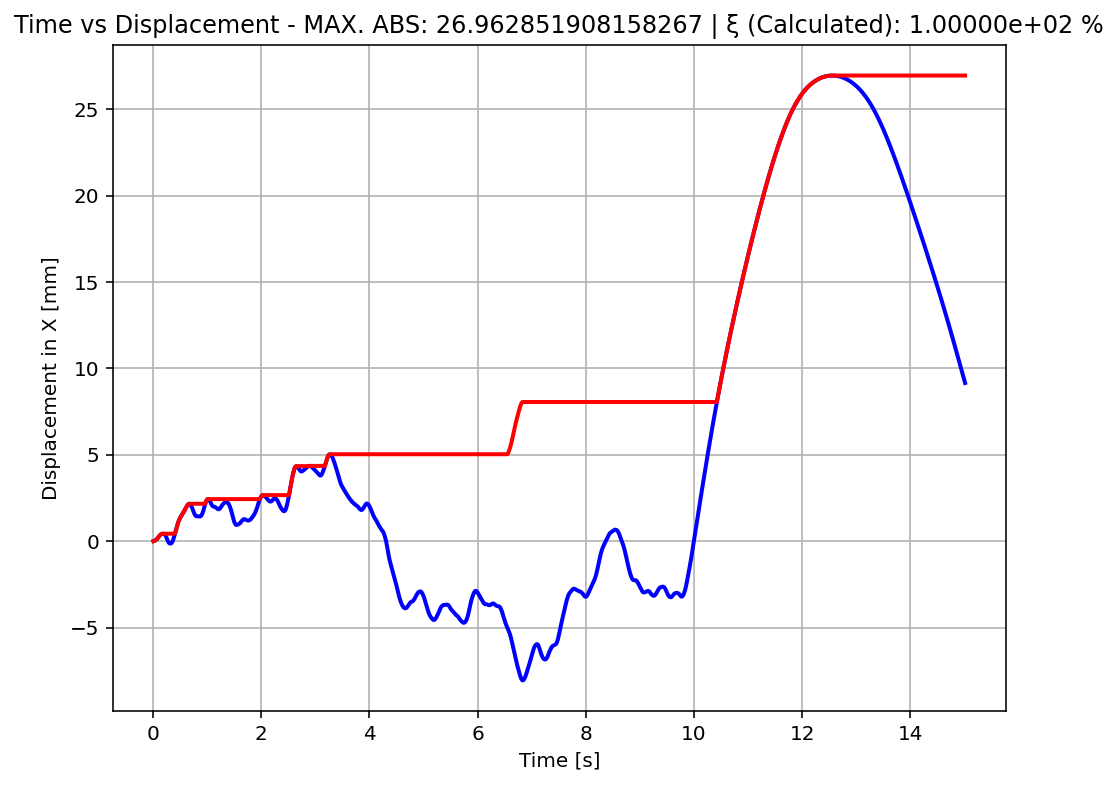 Time vs Displacement - MAX. ABS: 26.962851908158267 | ξ (Calculated): 1.00000e+02 %
Displacement in X [mm]
25
20
15
10
5
0
−5
0 2 4 6 8 10 12 14
Time [s]